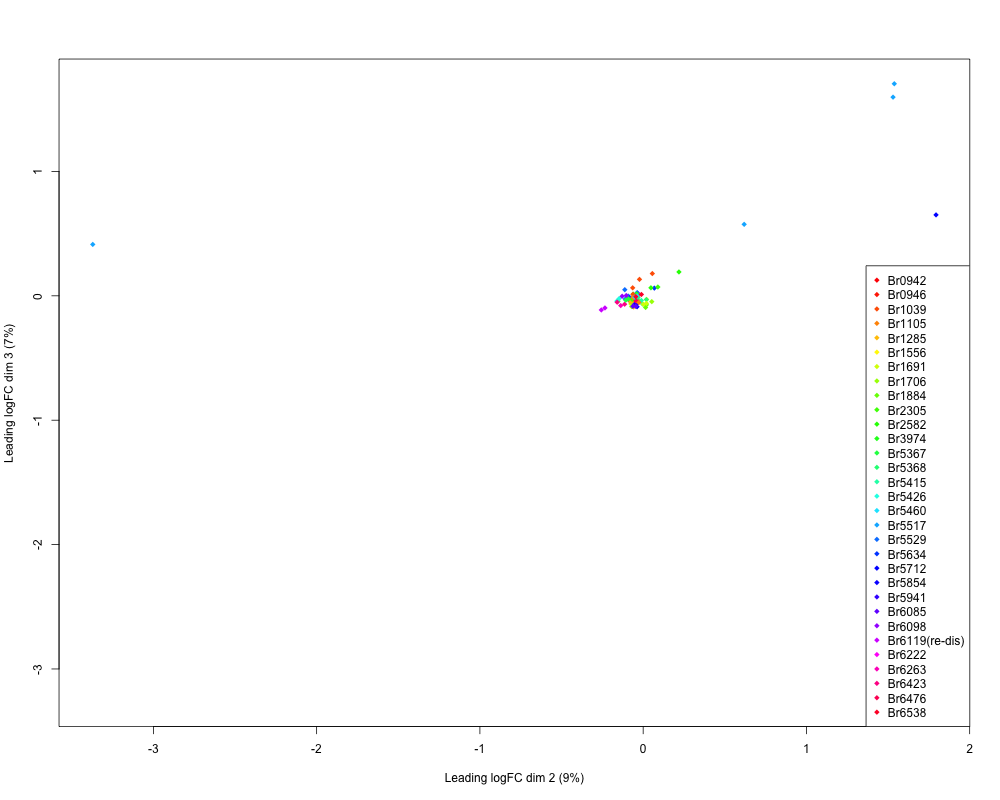 Leading logFC dim 3 (7%)
1
0
-1
-2
-3
-3
-2
-1
0
1
2
Leading logFC dim 2 (9%)
Br0942
Br0946
Br1039
Br1105
Br1285
Br1556
Br1691
Br1706
Br1884
Br2305
Br2582
Br3974
Br5367
Br5368
Br5415
Br5426
Br5460
Br5517
Br5529
Br5634
Br5712
Br5854
Br5941
Br6085
Br6098
Br6119(re-dis)
Br6222
Br6263
Br6423
Br6476
Br6538